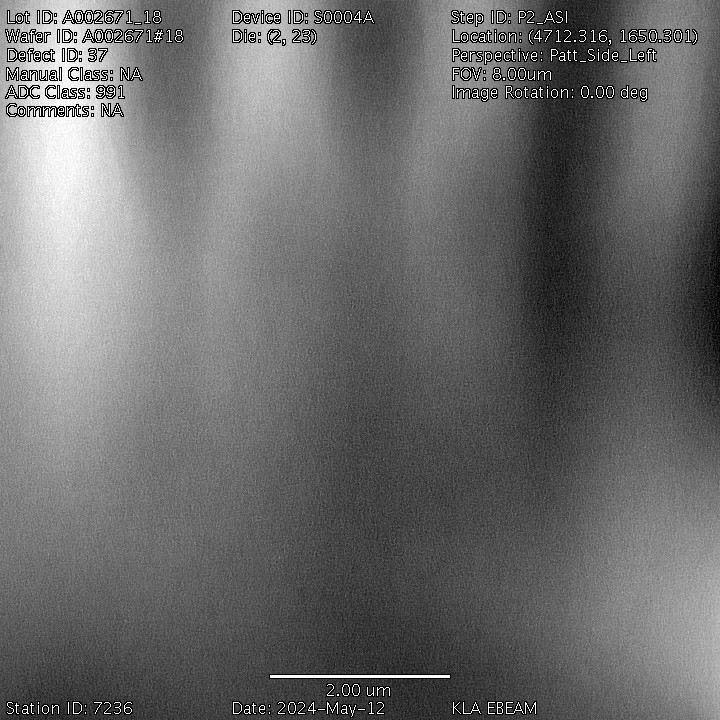 Lot ID: A002671_18
Wafer ID: A002671#18
Defect ID: 37
Manual Class: NA
ADC Class: 991
Comments: NA
Device ID: S0004A
Die: (2, 23)
Step ID: P2_ASI
Location: (4712.316, 1650.301)
Perspective: Patt_Side_Left
FOV: 8.00um
Image Rotation: 0.00 deg
2.00 um
Station ID: 7236
Date: 2024-May-12
KLA EBEAM